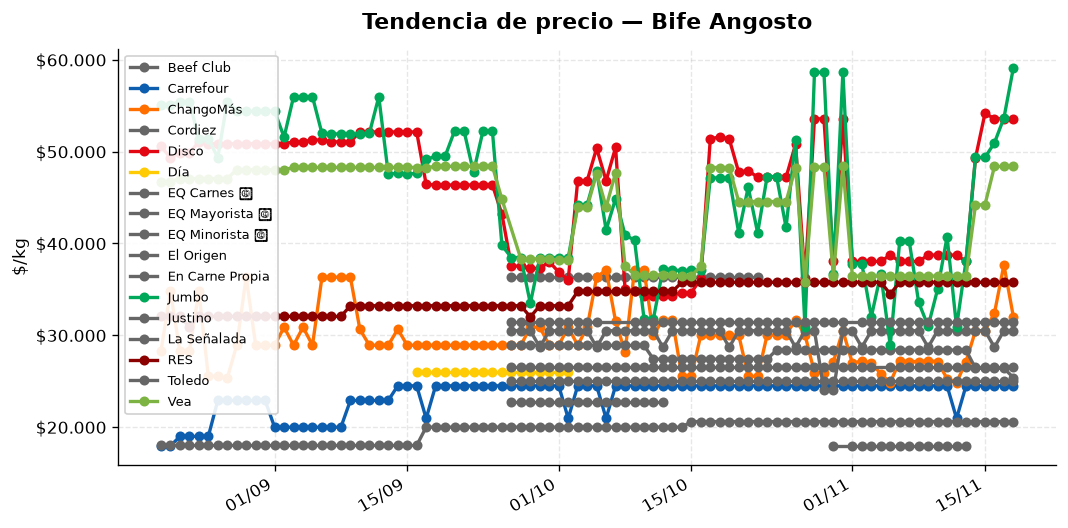 Tendencia de precio — Bife Angosto
$/kg
$60.000
$50.000
$40.000
$30.000
$20.000
Beef Club
Carrefour
ChangoMás
Cordiez
Disco
Día
EQ Carnes
EQ Mayorista
EQ Minorista
El Origen
En Carne Propia
Jumbo
Justino
La Señalada
RES
Toledo
Vea
01/09
15/09
01/10
15/10
01/11
15/11